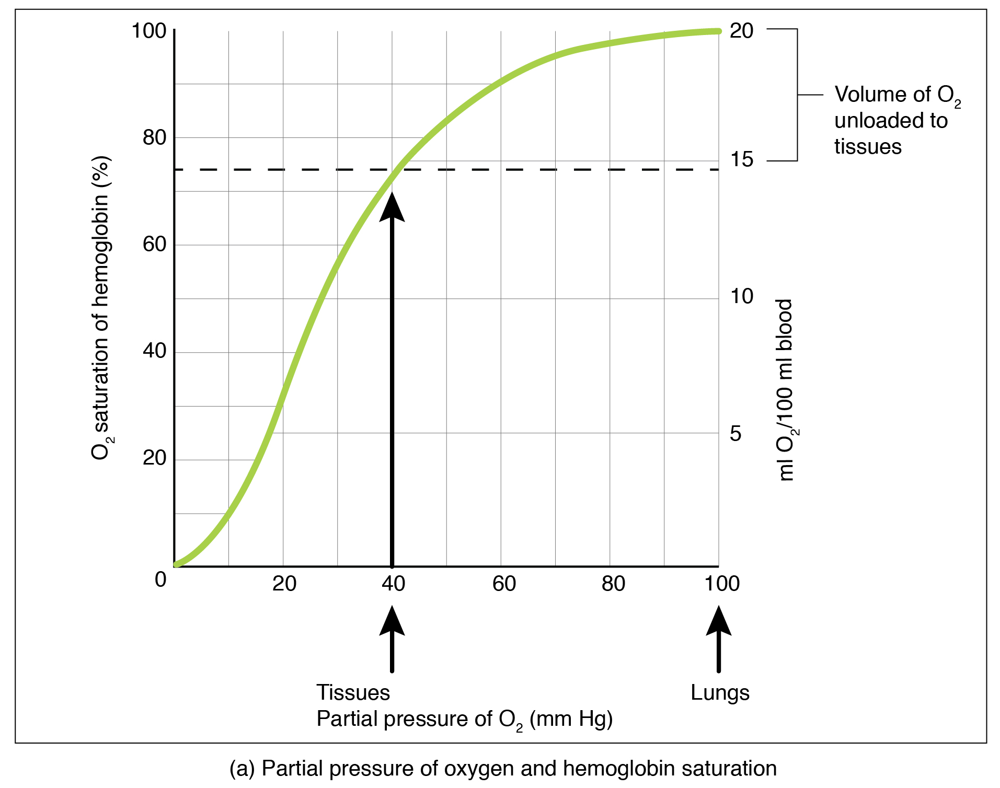 100
80
60
40
20
0
O₂ saturation of hemoglobin (%)
20
15
10
5
Volume of O₂
unloaded to
tissues
ml O₂/100 ml blood
20 40 60 80 100
Tissues
Lungs
Partial pressure of O₂ (mm Hg)
(a) Partial pressure of oxygen and hemoglobin saturation